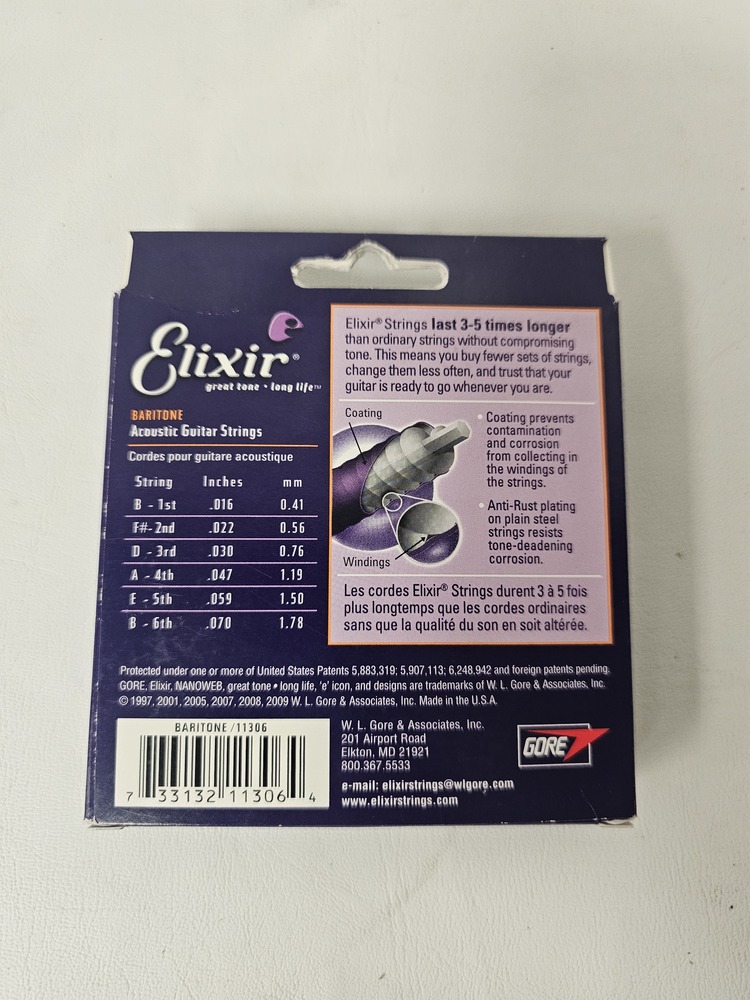 Elixir®
great tone • long life™
BARITONE
Acoustic Guitar Strings
Cordes pour guitare acoustique
String Inches mm
B - 1st .016 0.41
F#- 2nd .022 0.56
D - 3rd .030 0.76
A - 4th .047 1.19
E - 5th .059 1.50
B - 6th .070 1.78
Elixir® Strings last 3-5 times longer
than ordinary strings without compromising
tone. This means you buy fewer sets of strings,
change them less often, and trust that your
guitar is ready to go whenever you are.
Coating
Windings
• Coating prevents
contamination
and corrosion
from collecting in
the windings of
the strings.
• Anti-Rust plating
on plain steel
strings resists
tone-deadening
corrosion.
Les cordes Elixir® Strings durent 3 à 5 fois
plus longtemps que les cordes ordinaires
sans que la qualité du son en soit altérée.
Protected under one or more of United States Patents 5,883,319; 5,907,113; 6,248,942 and foreign patents pending.
GORE, Elixir, NANOWEB, great tone • long life, 'e' icon, and designs are trademarks of W. L. Gore & Associates, Inc.
© 1997, 2001, 2005, 2007, 2008, 2009 W. L. Gore & Associates, Inc. Made in the U.S.A.
BARITONE /11306
7 33132 11306 4
W. L. Gore & Associates, Inc.
201 Airport Road
Elkton, MD 21921
800.367.5533
e-mail: elixirstrings@wlgore.com
www.elixirstrings.com
GORE